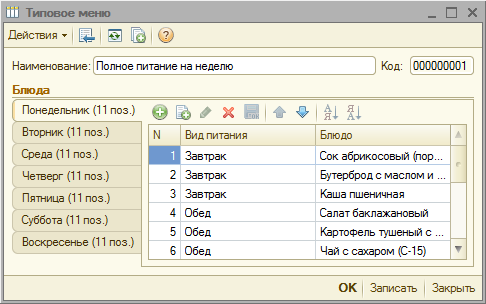 Типовое меню
Действия
Наименование: Полное питание на неделю Код: 000000001
Блюда
Понедельник (11 поз.)
Вторник (11 поз.)
Среда (11 поз.)
Четверг (11 поз.)
Пятница (11 поз.)
Суббота (11 поз.)
Воскресенье (11 поз.)
N Вид питания Блюдо
1 Завтрак Сок абрикосовый (пор...
2 Завтрак Бутерброд с маслом и ...
3 Завтрак Каша пшеничная
4 Обед Салат баклажановый
5 Обед Картофель тушеный с ...
6 Обед Чай с сахаром (С-15)
OK Записать Закрыть